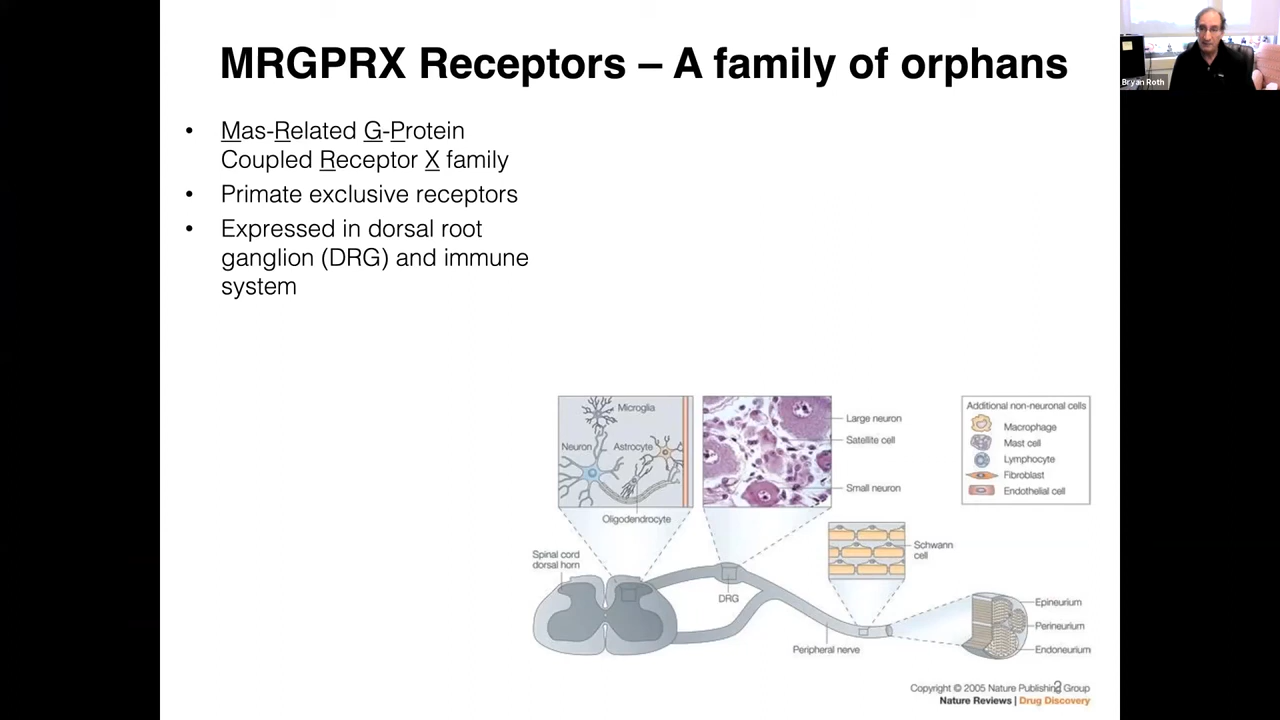 MRGPRX Receptors – A family of orphans
Bryan Roth
• Mas-Related G-Protein
Coupled Receptor X family
• Primate exclusive receptors
• Expressed in dorsal root
ganglion (DRG) and immune
system
Microglia
Neuron
Astrocyte
Oligodendrocyte
Large neuron
Satellite cell
Small neuron
Additional non-neuronal cells
Macrophage
Mast cell
Lymphocyte
Fibroblast
Endothelial cell
Spinal cord
dorsal horn
DRG
Schwann
cell
Peripheral nerve
Epineurium
Perineurium
Endoneurium
2
Copyright © 2005 Nature Publishing Group
Nature Reviews | Drug Discovery